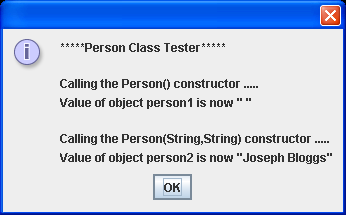 *****Person Class Tester*****
Calling the Person() constructor .....
Value of object person1 is now " "
Calling the Person(String,String) constructor .....
Value of object person2 is now "Joseph Bloggs"
OK